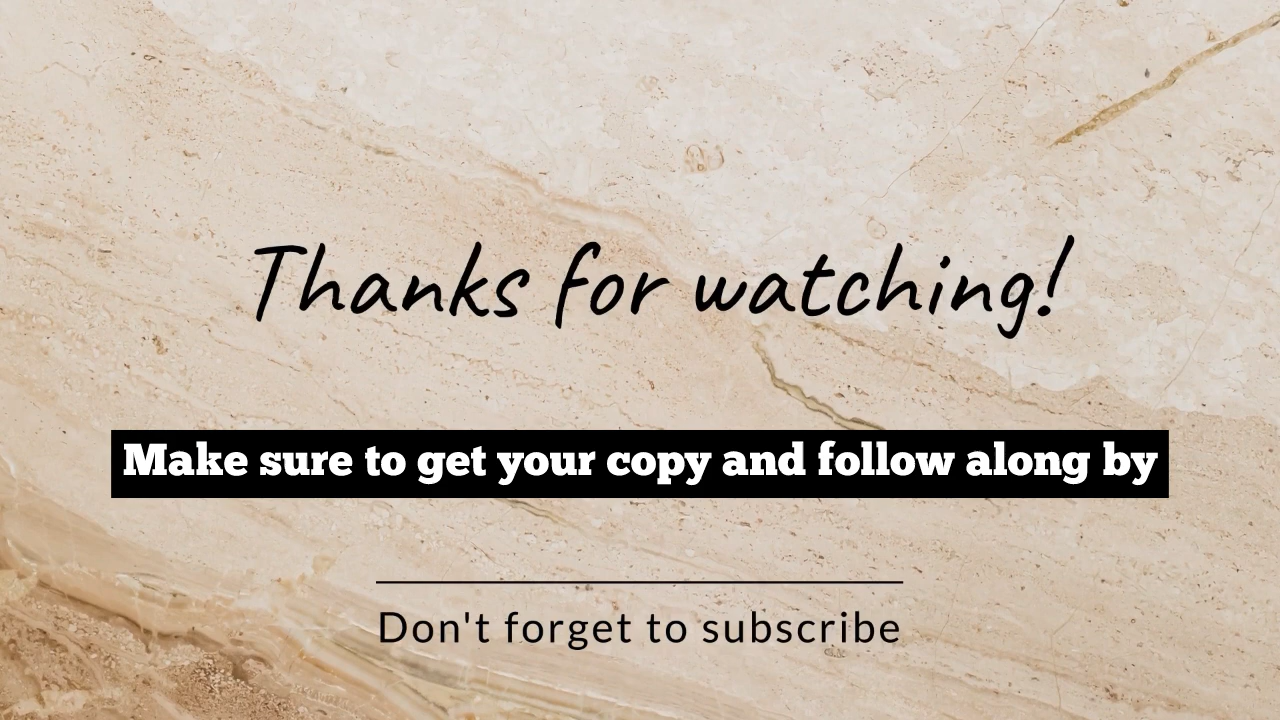 Thanks for watching!
Make sure to get your copy and follow along by
Don't forget to subscribe